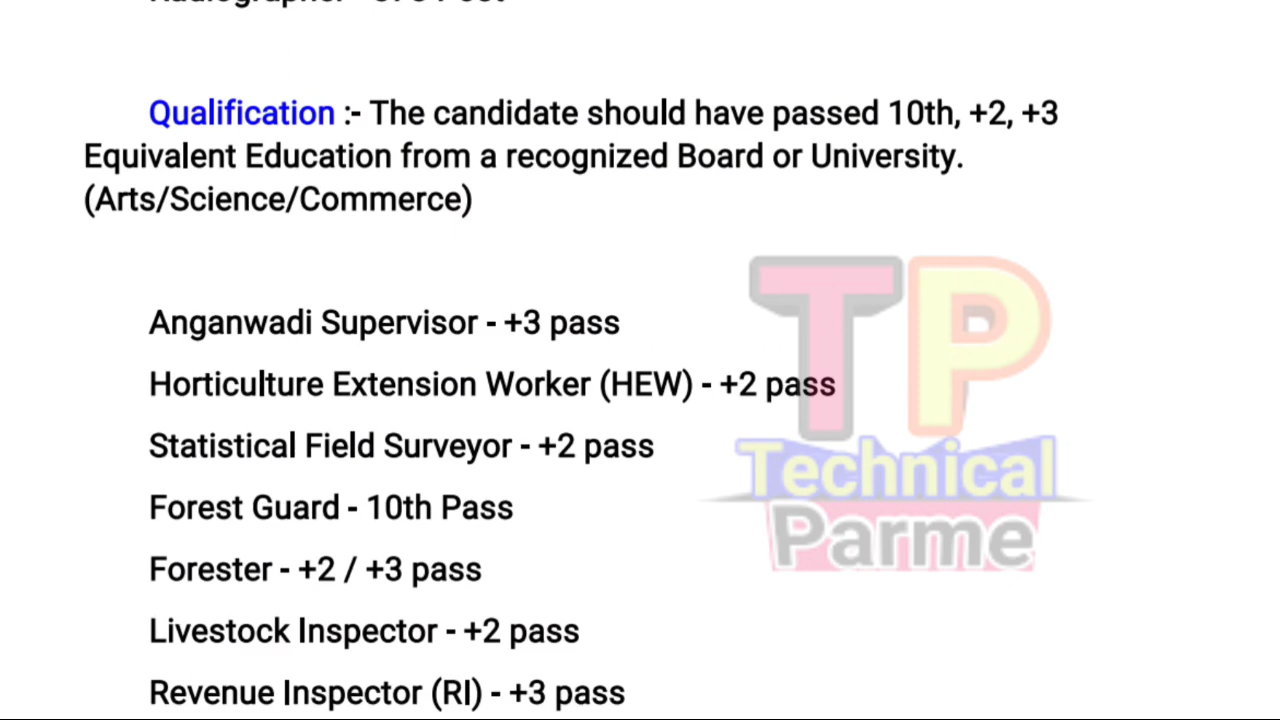 Qualification :- The candidate should have passed 10th, +2, +3
Equivalent Education from a recognized Board or University.
(Arts/Science/Commerce)
Anganwadi Supervisor - +3 pass
Horticulture Extension Worker (HEW) - +2 pass
Statistical Field Surveyor - +2 pass
Forest Guard - 10th Pass
Forester - +2 / +3 pass
Livestock Inspector - +2 pass
Revenue Inspector (RI) - +3 pass
TP
Technical
Parme